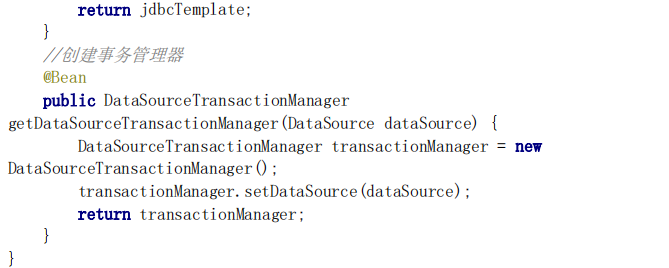 return jdbcTemplate;
}
//创建事务管理器
@Bean
public DataSourceTransactionManager
getDataSourceTransactionManager(DataSource dataSource) {
DataSourceTransactionManager transactionManager = new
DataSourceTransactionManager();
transactionManager.setDataSource(dataSource);
return transactionManager;
}
}